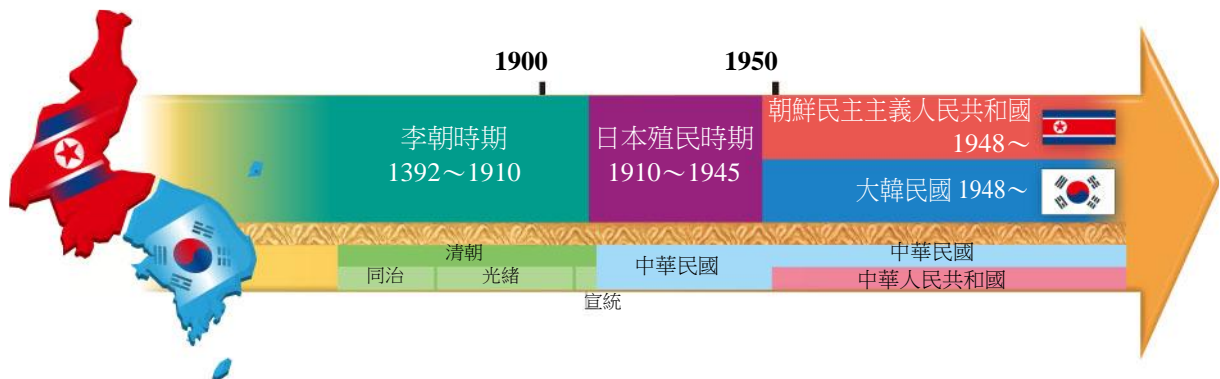 1900
1950
李朝時期
1392～1910
日本殖民時期
1910～1945
朝鮮民主主義人民共和國
1948～
大韓民國 1948～
清朝
同治
光緒
宣統
中華民國
中華民國
中華人民共和國